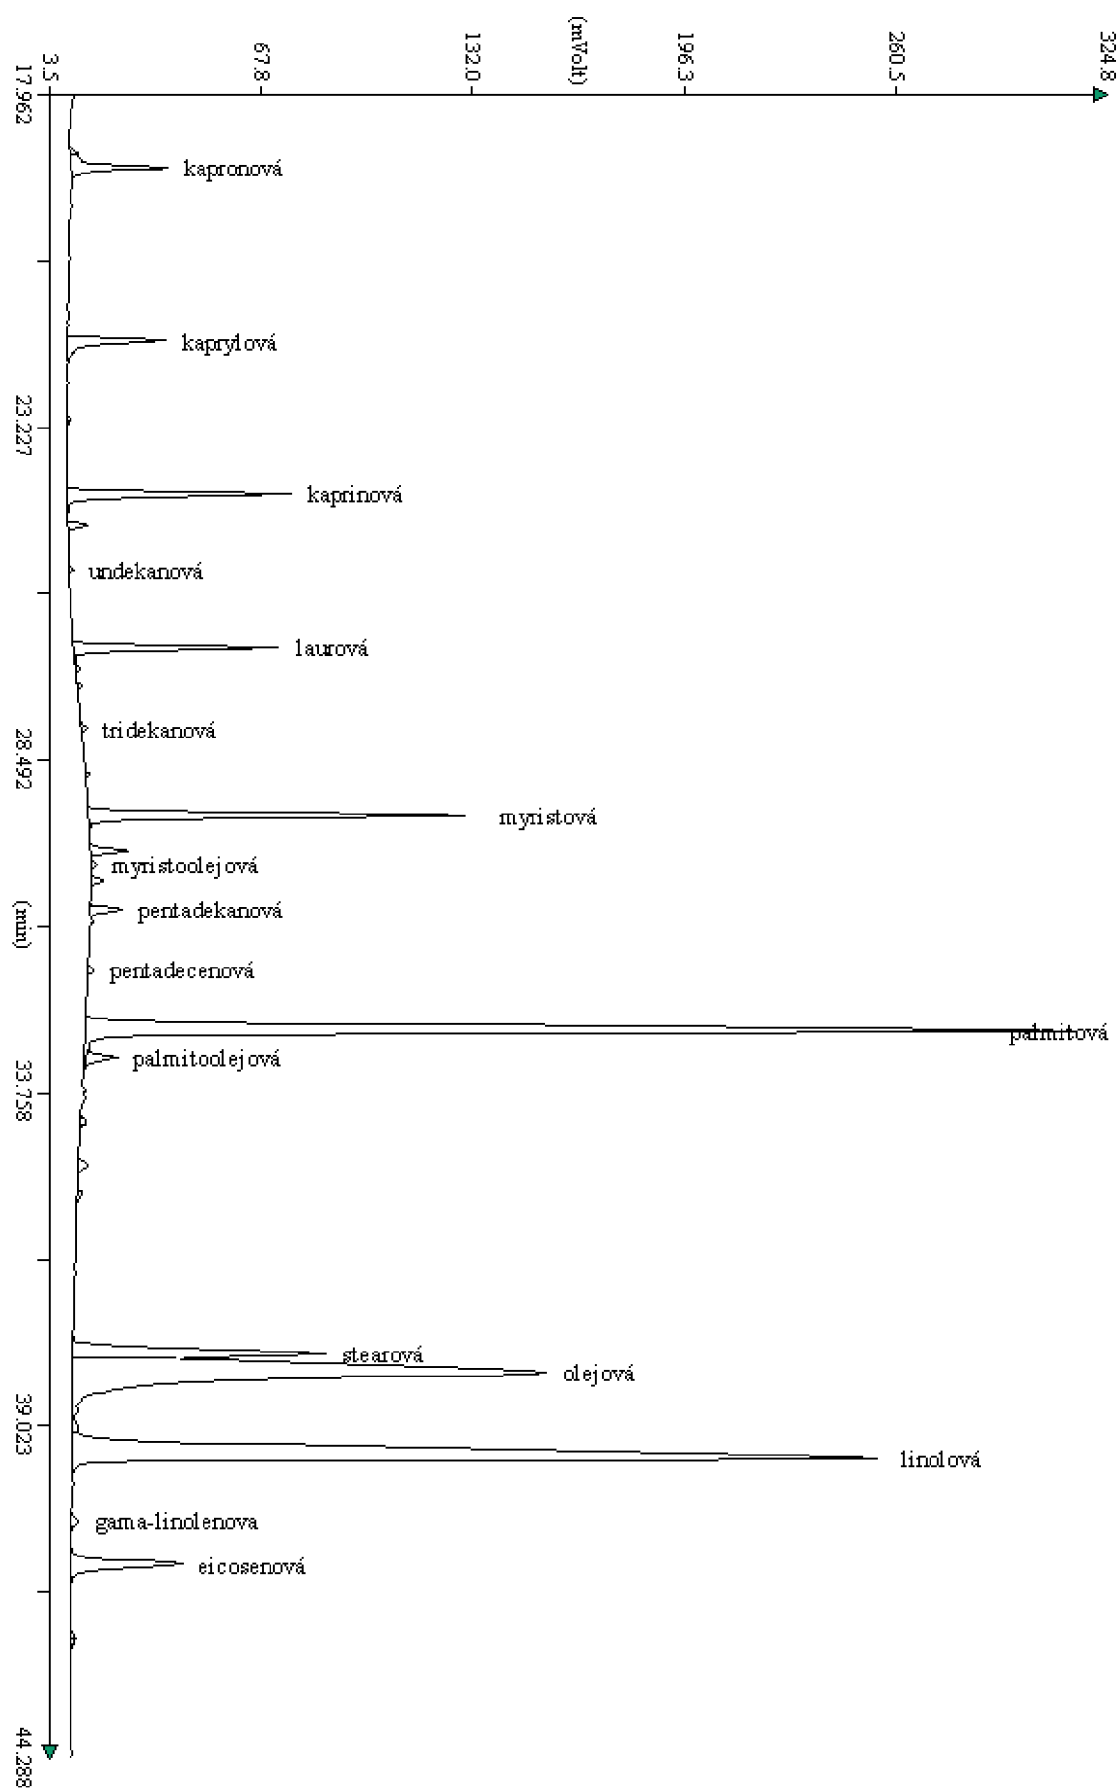 324.8
260.5
196.3
132.0
(mVolt)
67.8
3.5
17.962
23.227
28.492
(min)
33.758
39.023
44.288
kapronová
kaprylová
kaprinová
undekanová
laurová
tridekanová
myristová
myristoolejová
pentadekanová
pentadecenová
palmitová
palmitoolejová
stearová
olejová
linolová
gama-linolenova
eicosenová